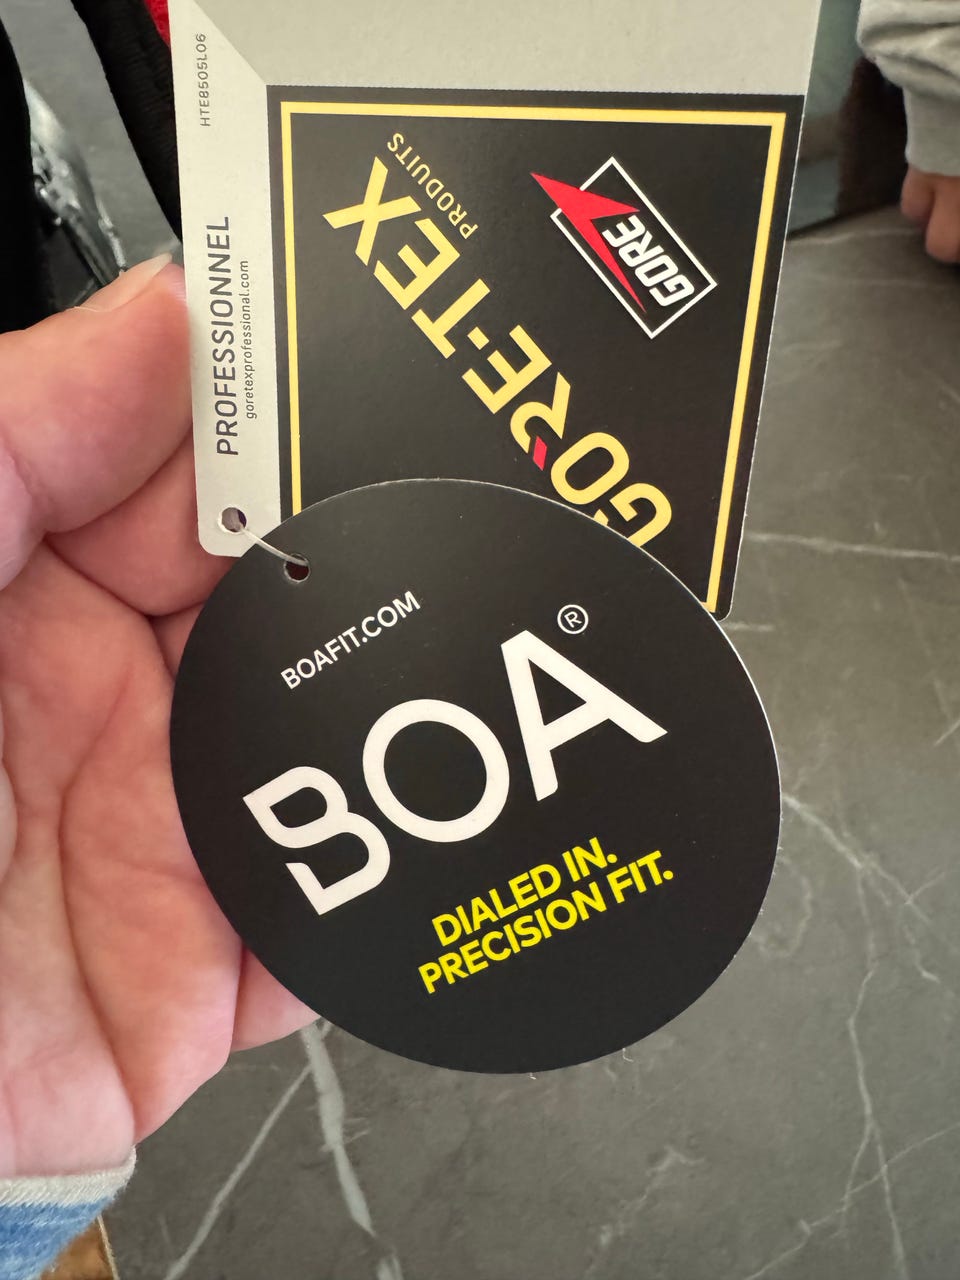 HTE8505L06
PROFESSIONNEL
goretexprofessional.com
GORE
GORE-TEX
PRODUITS
BOAFIT.COM
BOA®
DIALED IN.
PRECISION FIT.